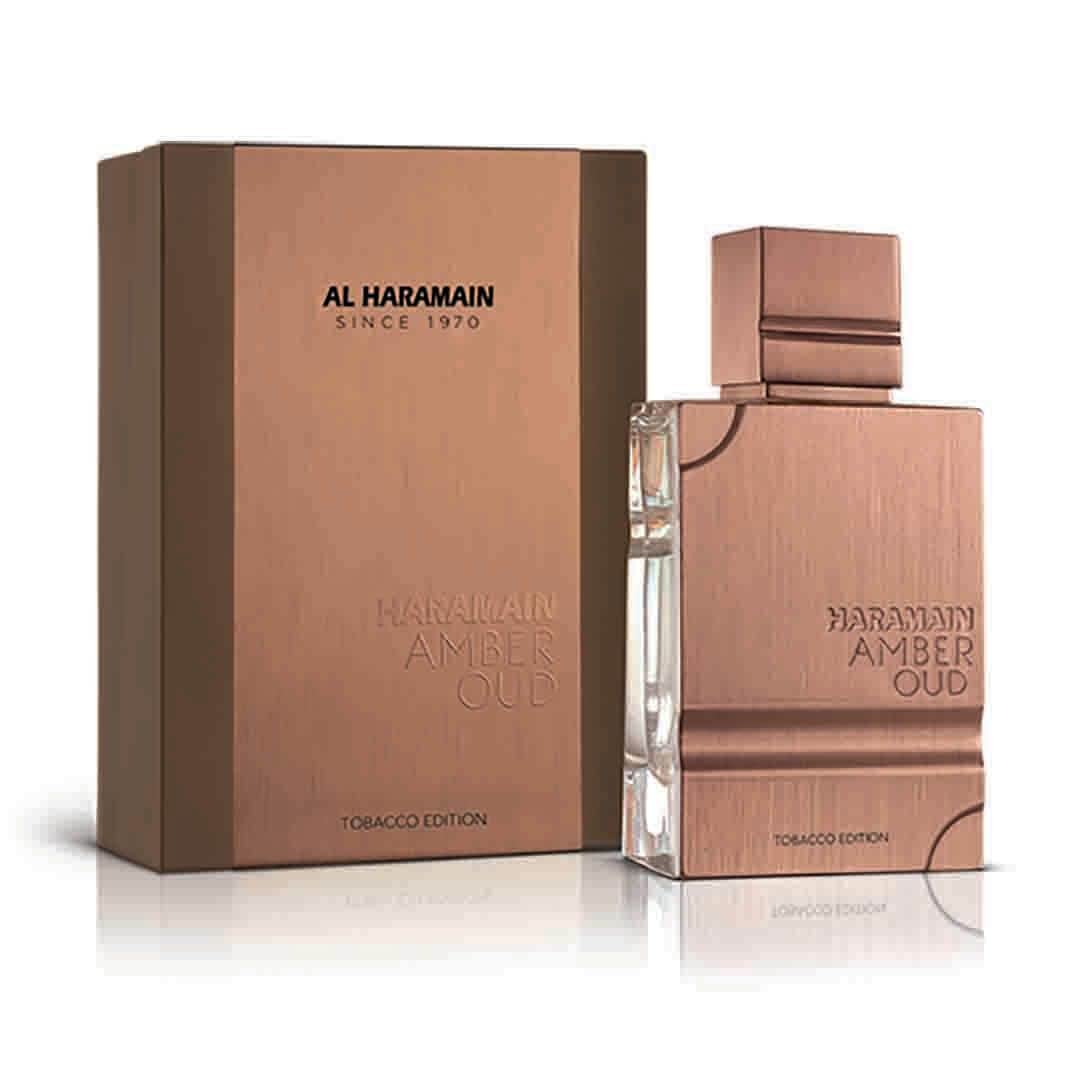 AL HARAMAIN
SINCE 1970
HARAMAIN
AMBER
OUD
TOBACCO EDITION
HARAMAIN
AMBER
OUD
TOBACCO EDITION